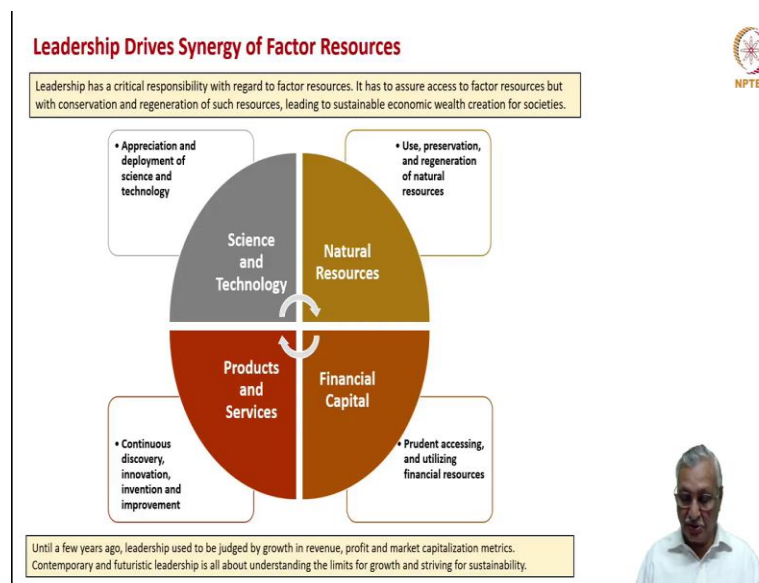 Leadership Drives Synergy of Factor Resources
NPTE
Leadership has a critical responsibility with regard to factor resources. It has to assure access to factor resources but
with conservation and regeneration of such resources, leading to sustainable economic wealth creation for societies.
• Appreciation and
deployment of
science and
technology
• Use, preservation,
and regeneration
of natural
resources
Science
and
Technology
Natural
Resources
Products
and
Services
Financial
Capital
• Continuous
discovery,
innovation,
invention and
improvement
• Prudent accessing,
and utilizing
financial resources
Until a few years ago, leadership used to be judged by growth in revenue, profit and market capitalization metrics.
Contemporary and futuristic leadership is all about understanding the limits for growth and striving for sustainability.